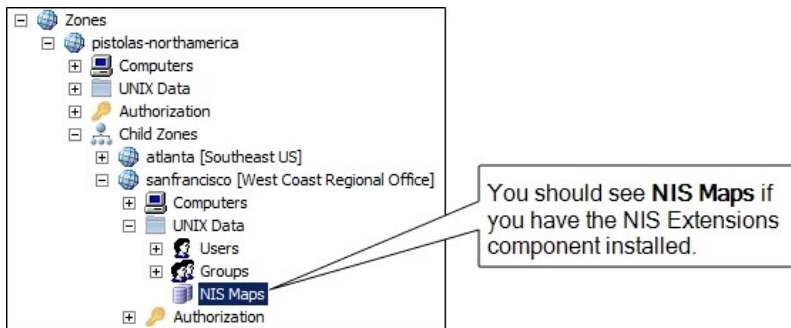 Zones
pistolas-northamerica
Computers
UNIX Data
Authorization
Child Zones
atlanta [Southeast US]
sanfrancisco [West Coast Regional Office]
Computers
UNIX Data
Users
Groups
NIS Maps
Authorization
You should see NIS Maps if
you have the NIS Extensions
component installed.